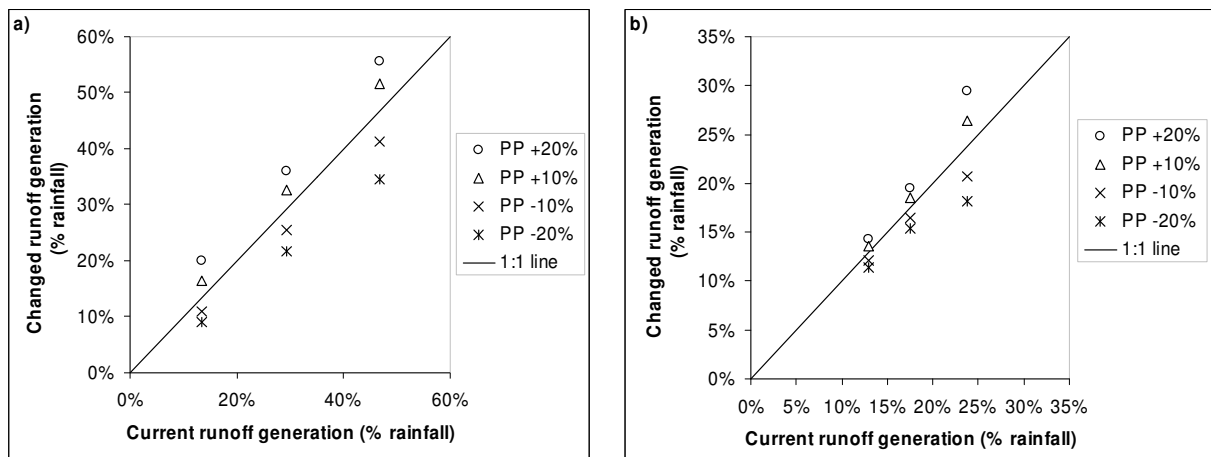 a)
60%
50%
40%
30%
20%
10%
0%
0%
20%
40%
60%
Changed runoff generation
(% rainfall)
Current runoff generation (% rainfall)
PP +20%
PP +10%
PP -10%
PP -20%
1:1 line
b)
35%
30%
25%
20%
15%
10%
5%
0%
0%
5%
10%
15%
20%
25%
30%
35%
Changed runoff generation
(% rainfall)
Current runoff generation (% rainfall)
PP +20%
PP +10%
PP -10%
PP -20%
1:1 line